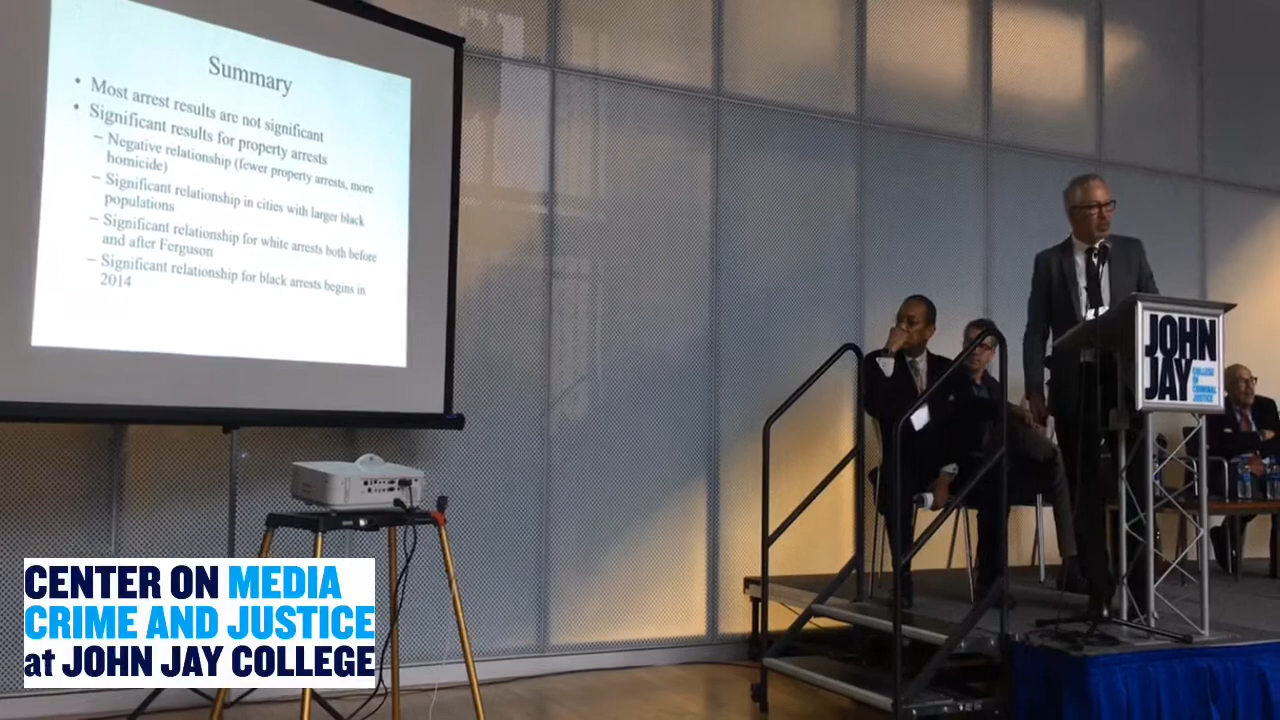 Summary
• Most arrest results are not significant
• Significant results for property arrests
– Negative relationship (fewer property arrests, more
homicide)
– Significant relationship in cities with larger black
populations
– Significant relationship for white arrests both before
and after Ferguson
– Significant relationship for black arrests begins in
2014
JOHN
JAY
COLLEGE
OF
CRIMINAL
JUSTICE
CENTER ON MEDIA
CRIME AND JUSTICE
at JOHN JAY COLLEGE